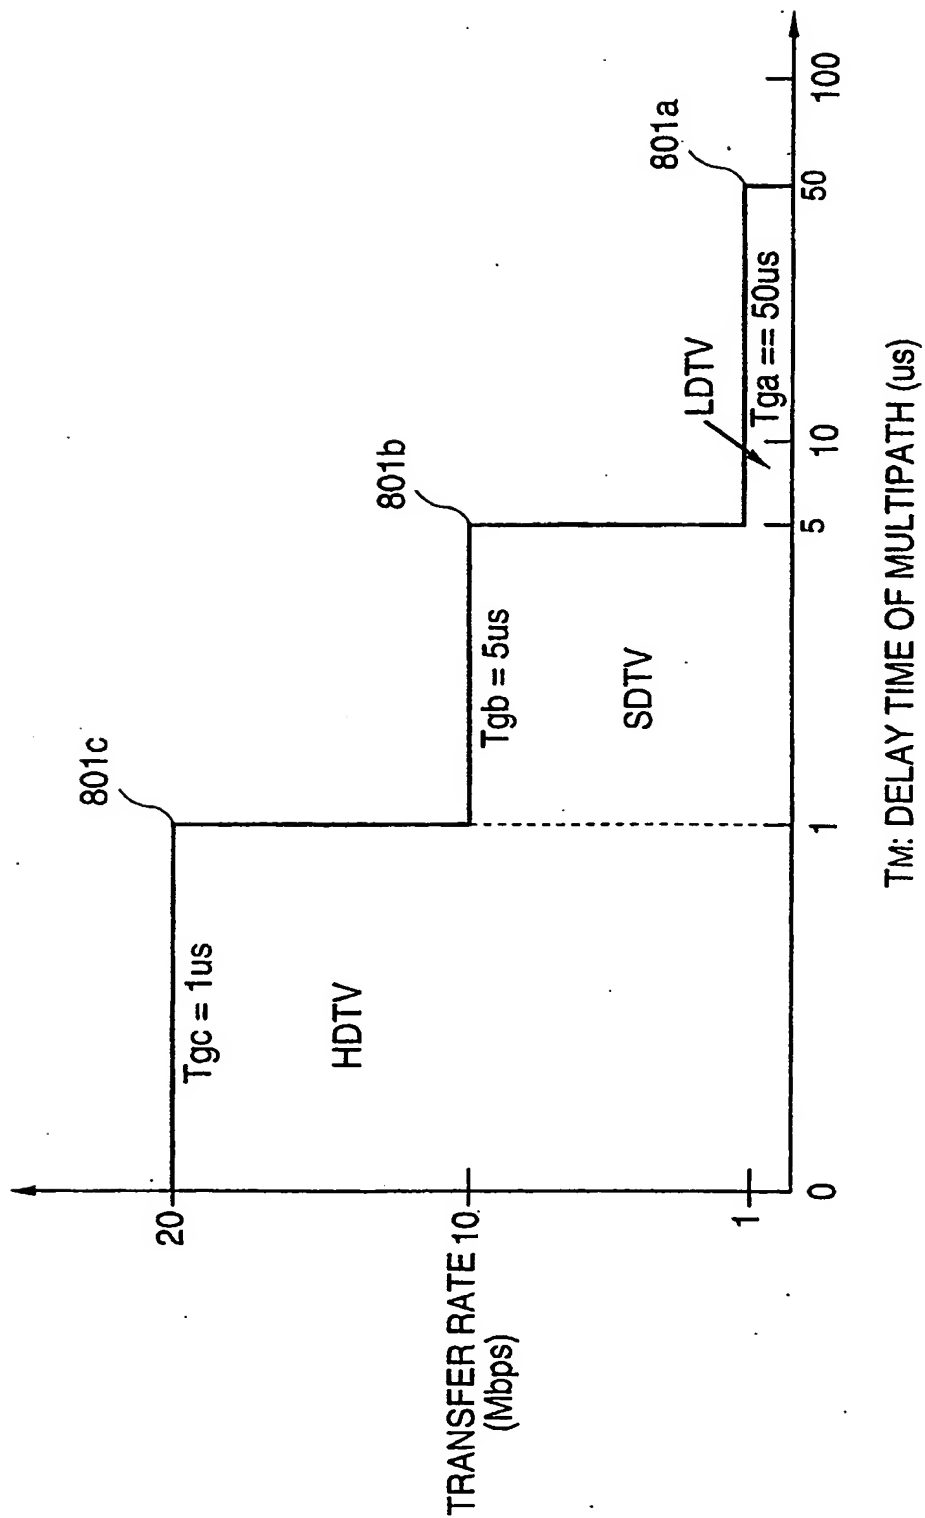 801c
20
Tgc = 1us
HDTV
801b
TRANSFER RATE
(Mbps)
10
Tgb = 5us
SDTV
801a
LDTV
1
Tga == 50us
0
1
5
10
50
100
TM: DELAY TIME OF MULTIPATH (us)